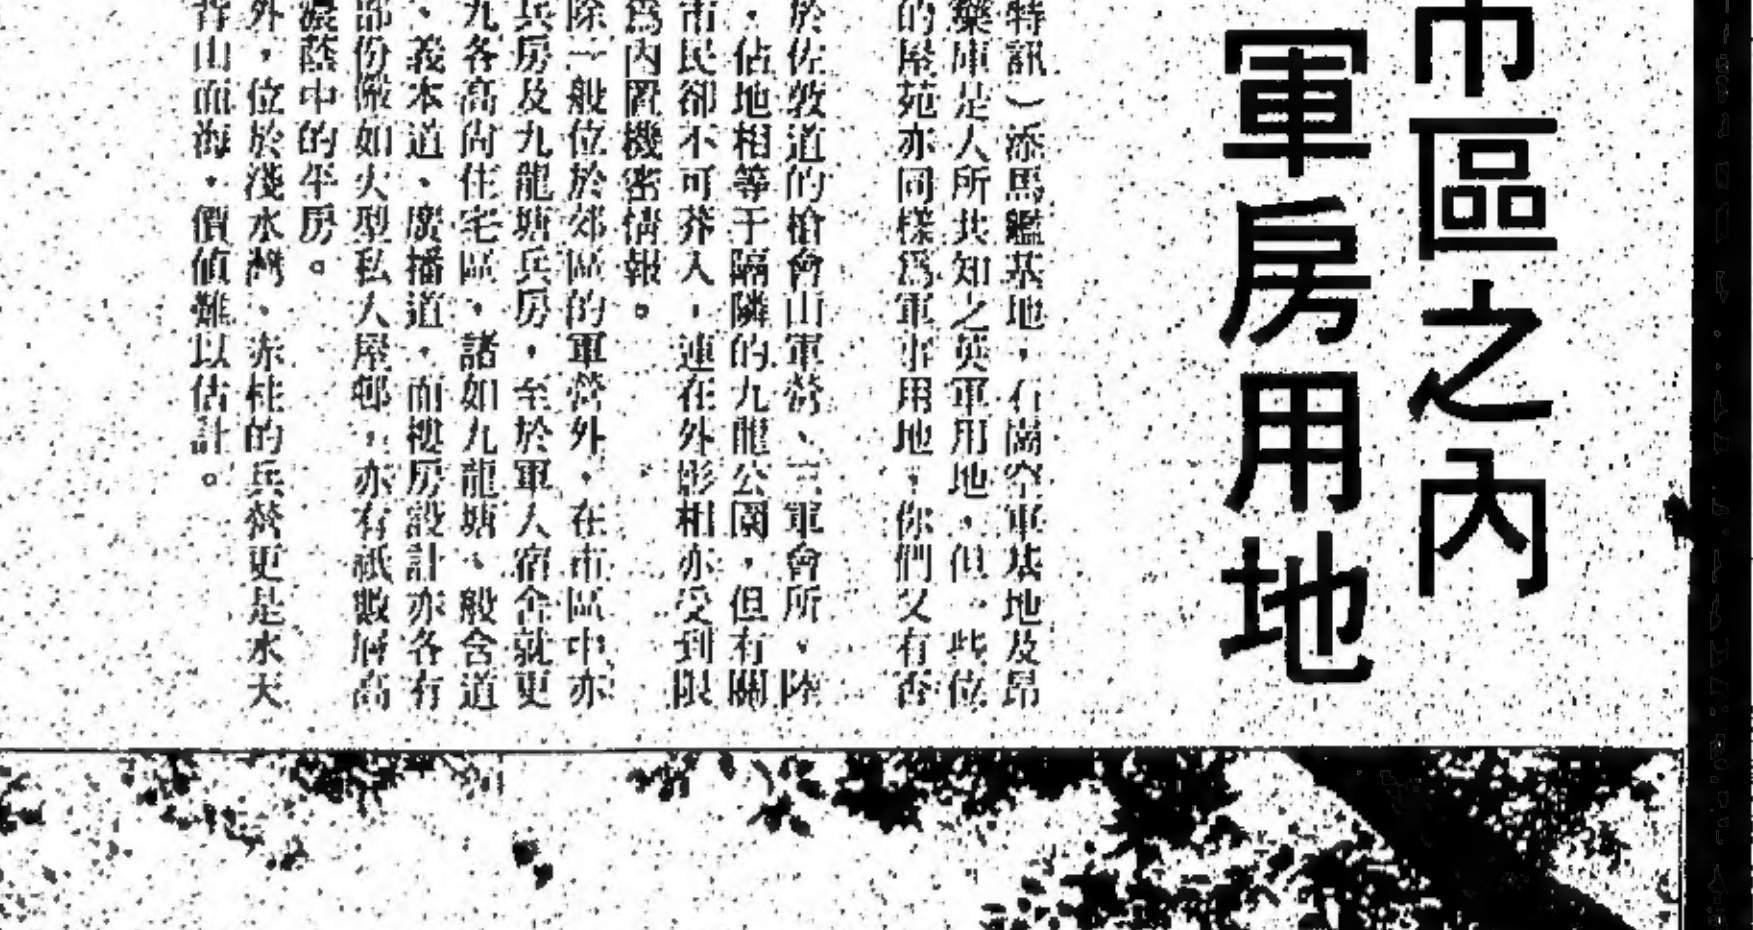 市區之內
軍房用地
特訊）添馬艦基地，石崗空軍基地及昂
藥庫是人所共知之英軍用地，但一些位
的屋苑亦同樣爲軍事用地，你們又有否
於佐敦道的槍會山軍營、三軍會所，陸
，佔地相等于隔隣的九龍公園，但有關
市民卻不可莽入，連在外影相亦受到限
爲內置機密情報。
除一般位於郊區的軍營外，在市區中亦
兵房及九龍塘兵房，至於軍人宿舍就更
九各高尚住宅區，諸如九龍塘、般含道
、義本道、廣播道，而樓房設計亦各有
部份儼如大型私人屋邨，亦有祇數層高
濃蔭中的平房。
外，位於淺水灣、赤柱的兵營更是水天
背山面海，價值難以估計。